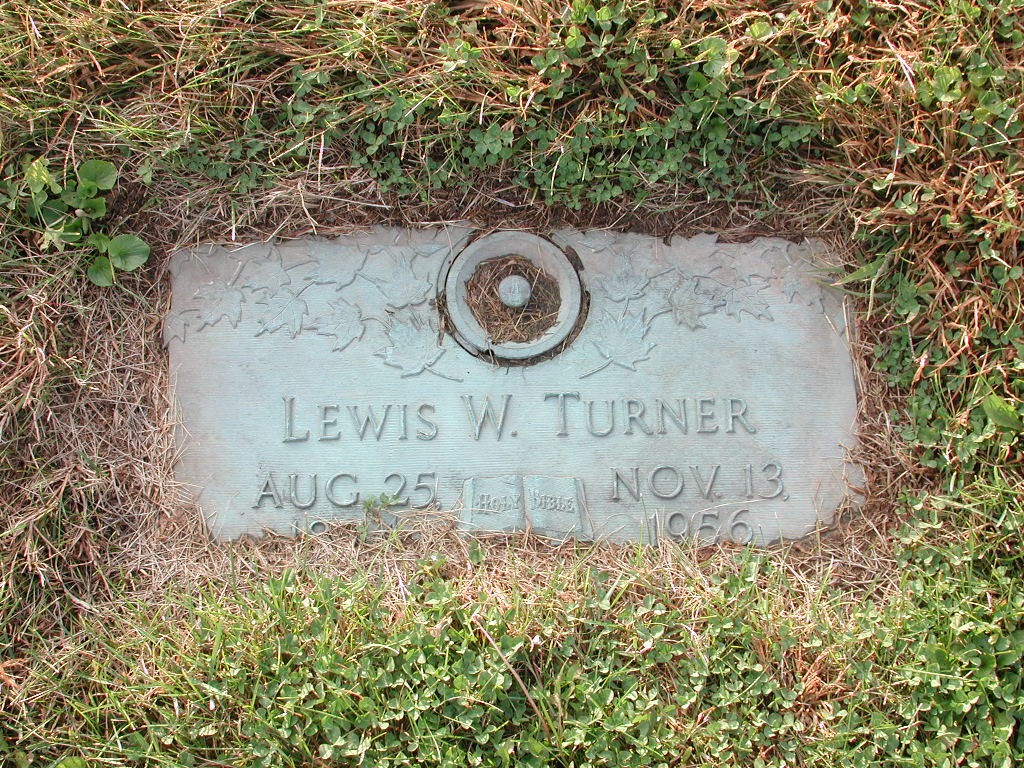 LEWIS W. TURNER
AUG. 25, HOLY BIBLE NOV. 13,
1956